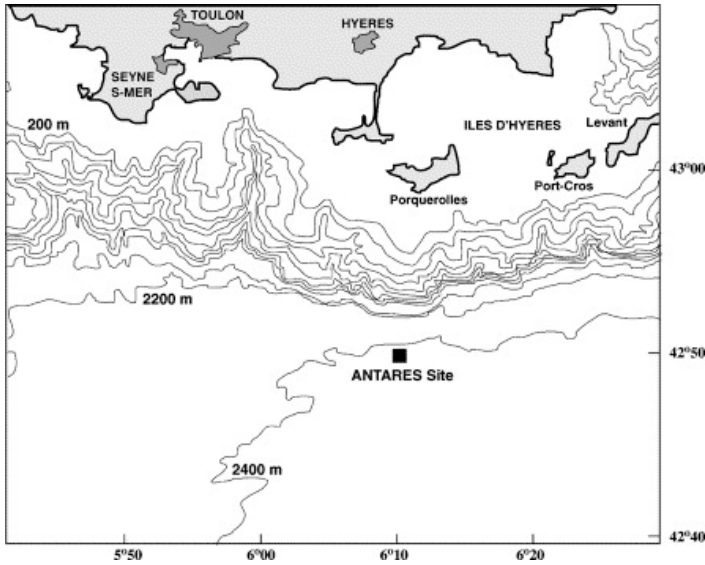 TOULON
HYERES
SEYNE
S-MER
200 m
ILES D'HYERES
Levant
43°00
Porquerolles
Port-Cros
2200 m
42°50
ANTARES Site
2400 m
42°40
5°50
6°00
6°10
6°20